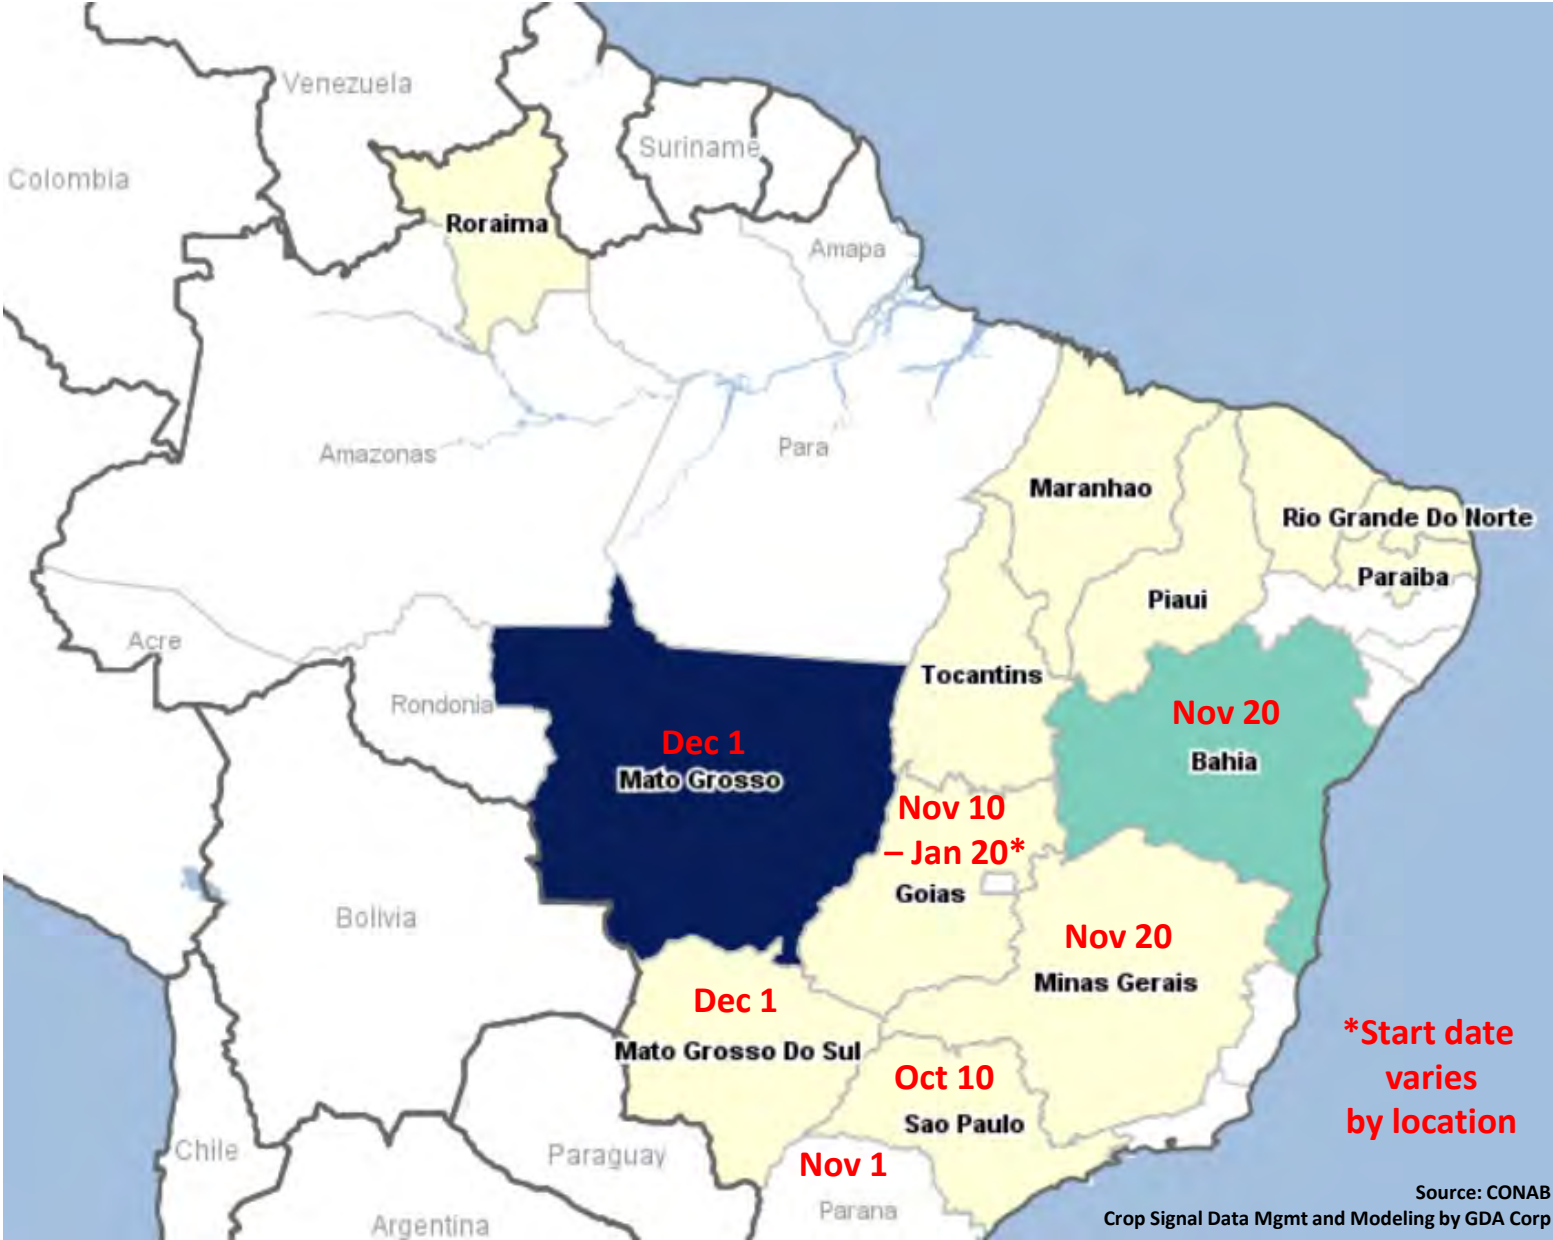 Venezuela
Suriname
Colombia
Roraima
Amapa
Amazonas
Para
Maranhao
Rio Grande Do Norte
Paraiba
Piaui
Acre
Tocantins
Rondonia
Nov 20
Bahia
Dec 1
Mato Grosso
Nov 10
– Jan 20*
Goias
Bolivia
Nov 20
Minas Gerais
Dec 1
Mato Grosso Do Sul
Oct 10
Sao Paulo
*Start date
varies
by location
Chile
Paraguay
Nov 1
Parana
Argentina
Source: CONAB
Crop Signal Data Mgmt and Modeling by GDA Corp